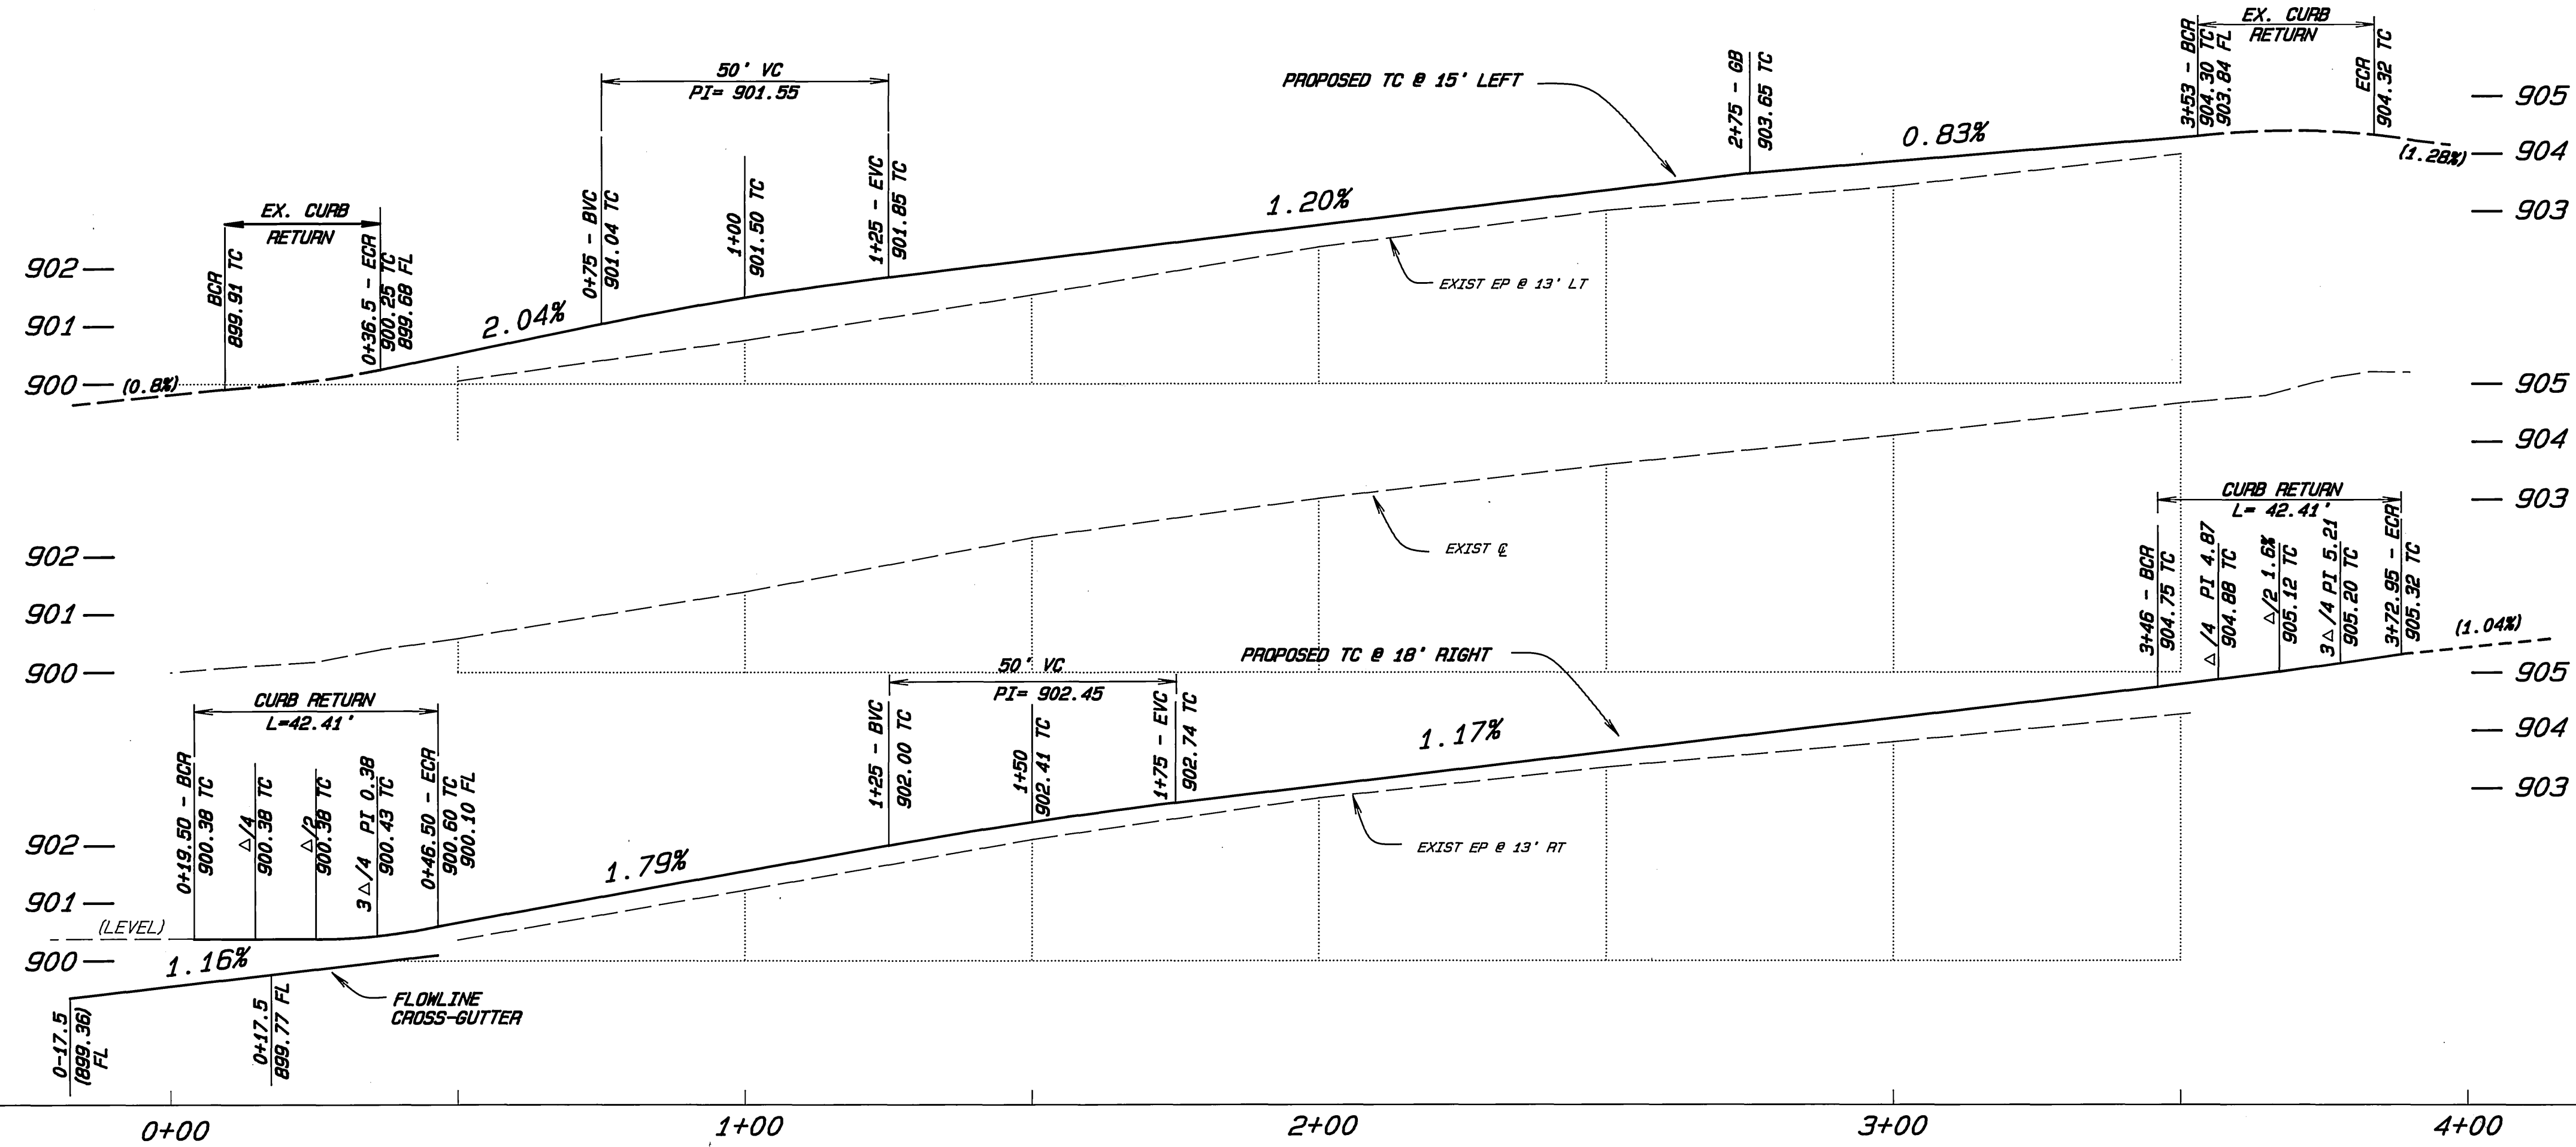 EX. CURB
RETURN
BCR
899.91 TC
0+36.5 - ECR
900.25 TC
899.68 FL
2.04%
50' VC
PI= 901.55
0+75 - BVC
901.04 TC
1+00
901.50 TC
1+25 - EVC
901.85 TC
1.20%
PROPOSED TC @ 15' LEFT
EXIST EP @ 13' LT
2+75 - GB
903.65 TC
0.83%
3+53 - BCR
904.30 TC
903.84 FL
EX. CURB
RETURN
ECR
904.32 TC
(1.28%)
905
904
903
902
901
900
(0.8%)
905
904
903
902
901
900
EXIST ℄
CURB RETURN
L=42.41'
0+19.50 - BCR
900.38 TC
△/4
900.38 TC
△/2
900.38 TC
3△/4 PI 0.38
900.43 TC
0+46.50 - ECR
900.60 TC
900.10 FL
1.79%
50' VC
PI= 902.45
1+25 - BVC
902.00 TC
1+50
902.41 TC
1+75 - EVC
902.74 TC
PROPOSED TC @ 18' RIGHT
1.17%
EXIST EP @ 13' RT
CURB RETURN
L= 42.41'
3+46 - BCR
904.75 TC
△/4 PI 4.87
904.88 TC
△/2 1.6%
905.12 TC
3△/4 PI 5.21
905.20 TC
3+72.95 - ECR
905.32 TC
(1.04%)
905
904
903
902
901
900
(LEVEL)
1.16%
FLOWLINE
CROSS-GUTTER
0-17.5
(899.36)
FL
0+17.5
899.77 FL
0+00
1+00
2+00
3+00
4+00